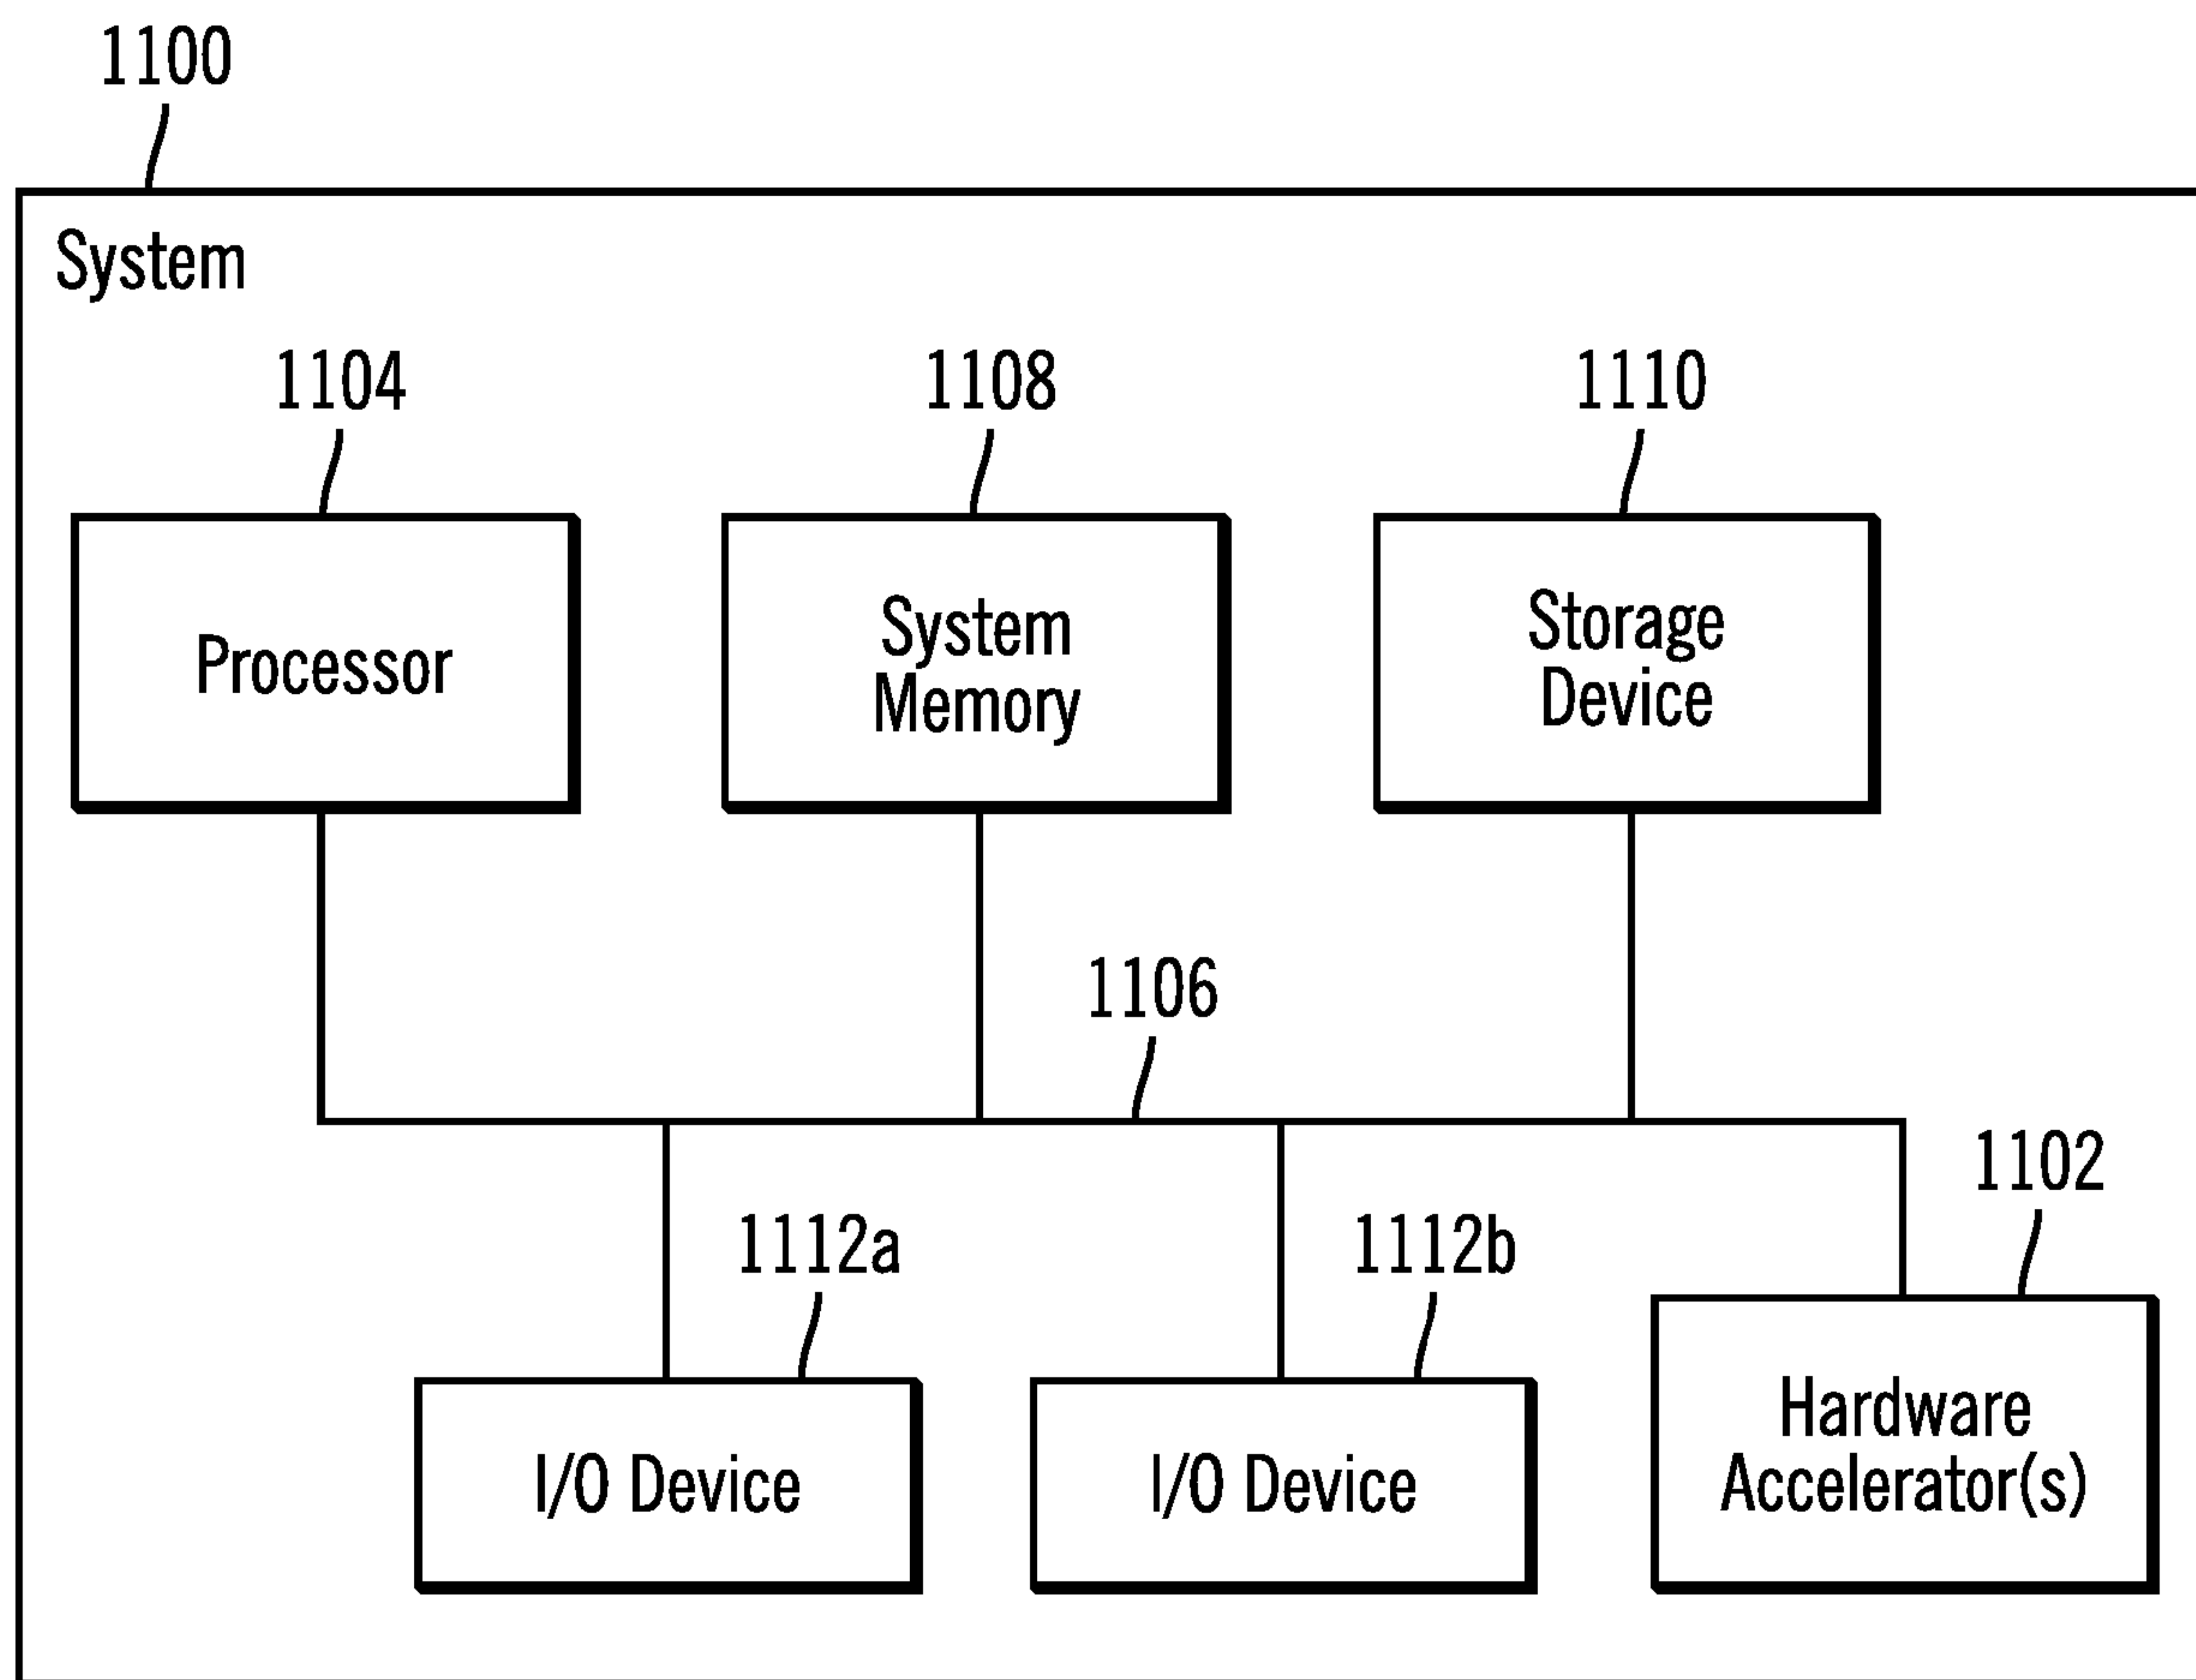 1100
System
1104
1108
1110
Processor
System
Memory
Storage
Device
1106
1102
1112a
1112b
I/O Device
I/O Device
Hardware
Accelerator(s)